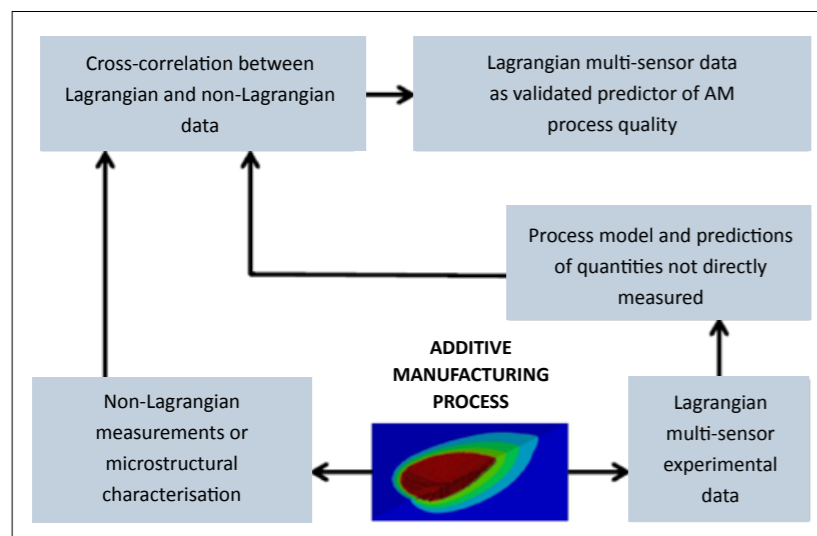 Cross-correlation between
Lagrangian and non-Lagrangian
data
Lagrangian multi-sensor data
as validated predictor of AM
process quality
Process model and predictions
of quantities not directly
measured
ADDITIVE
MANUFACTURING
PROCESS
Non-Lagrangian
measurements or
microstructural
characterisation
Lagrangian
multi-sensor
experimental
data